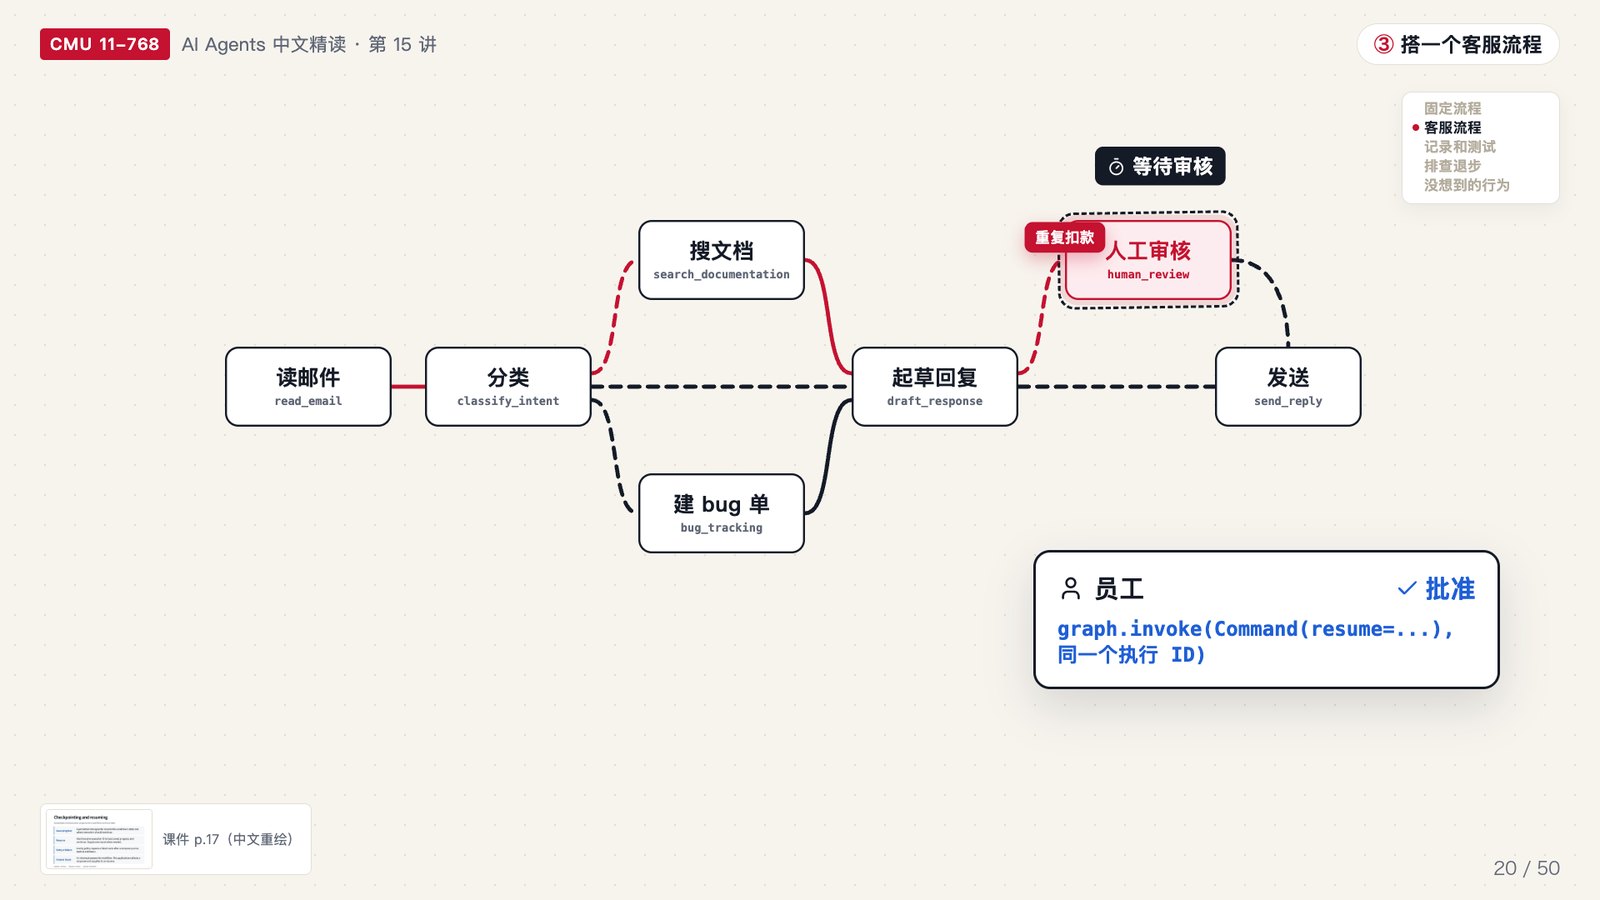 CMU 11-768
AI Agents 中文精读 · 第 15 讲
③ 搭一个客服流程
固定流程
客服流程
记录和测试
排查退步
没想到的行为
等待审核
搜文档
search_documentation
重复扣款
人工审核
human_review
读邮件
read_email
分类
classify_intent
起草回复
draft_response
发送
send_reply
建 bug 单
bug_tracking
员工
批准
graph.invoke(Command(resume=...),
同一个执行 ID)
Checkpointing and resuming
课件 p.17（中文重绘）
20 / 50